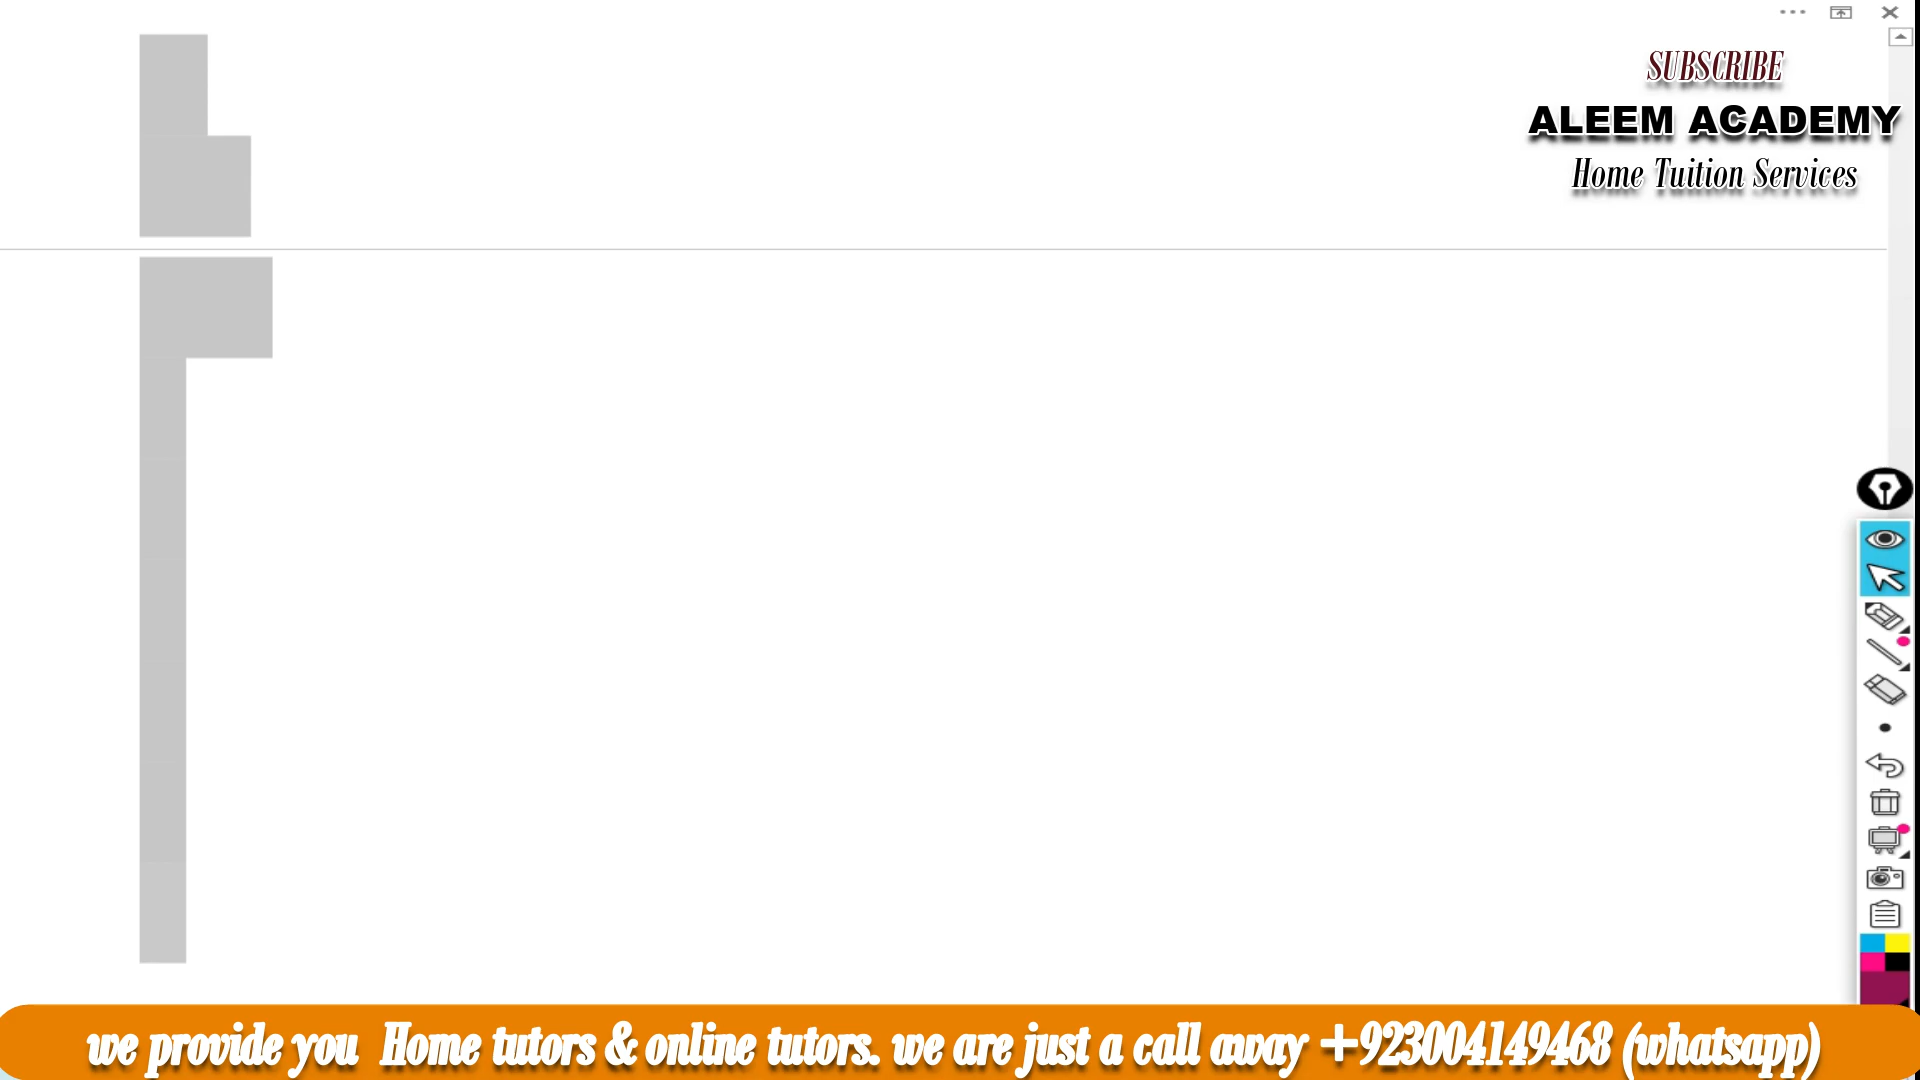 SUBSCRIBE
ALEEM ACADEMY
Home Tuition Services
we provide you Home tutors & online tutors. we are just a call away +923004149468 (whatsapp)